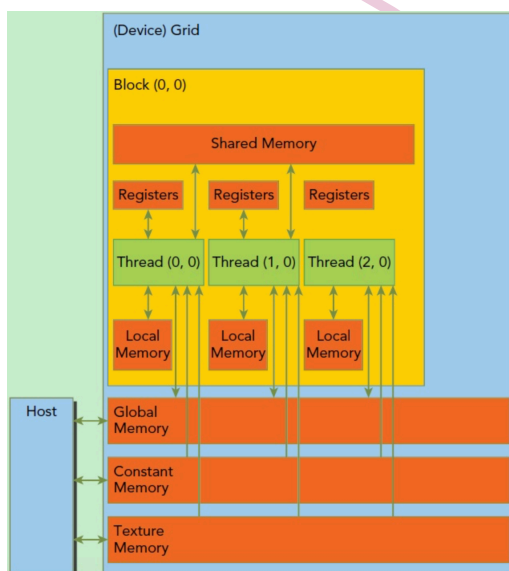 (Device) Grid
Block (0, 0)
Shared Memory
Registers
Registers
Registers
Thread (0, 0)
Thread (1, 0)
Thread (2, 0)
Local
Memory
Local
Memory
Local
Memory
Host
Global
Memory
Constant
Memory
Texture
Memory